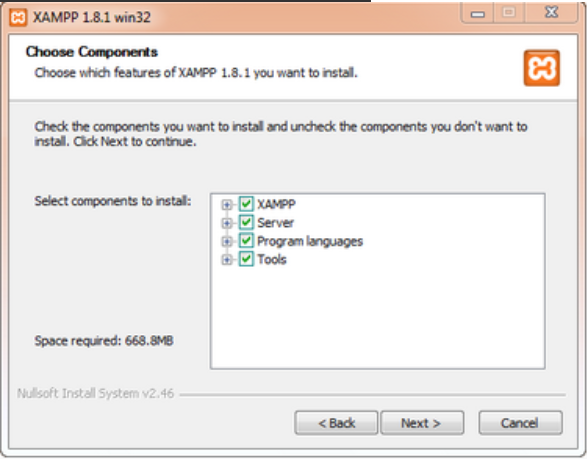 XAMPP 1.8.1 win32
Choose Components
Choose which features of XAMPP 1.8.1 you want to install.
Check the components you want to install and uncheck the components you don't want to
install. Click Next to continue.
Select components to install:
XAMPP
Server
Program languages
Tools
Space required: 668.8MB
Nullsoft Install System v2.46
< Back
Next >
Cancel